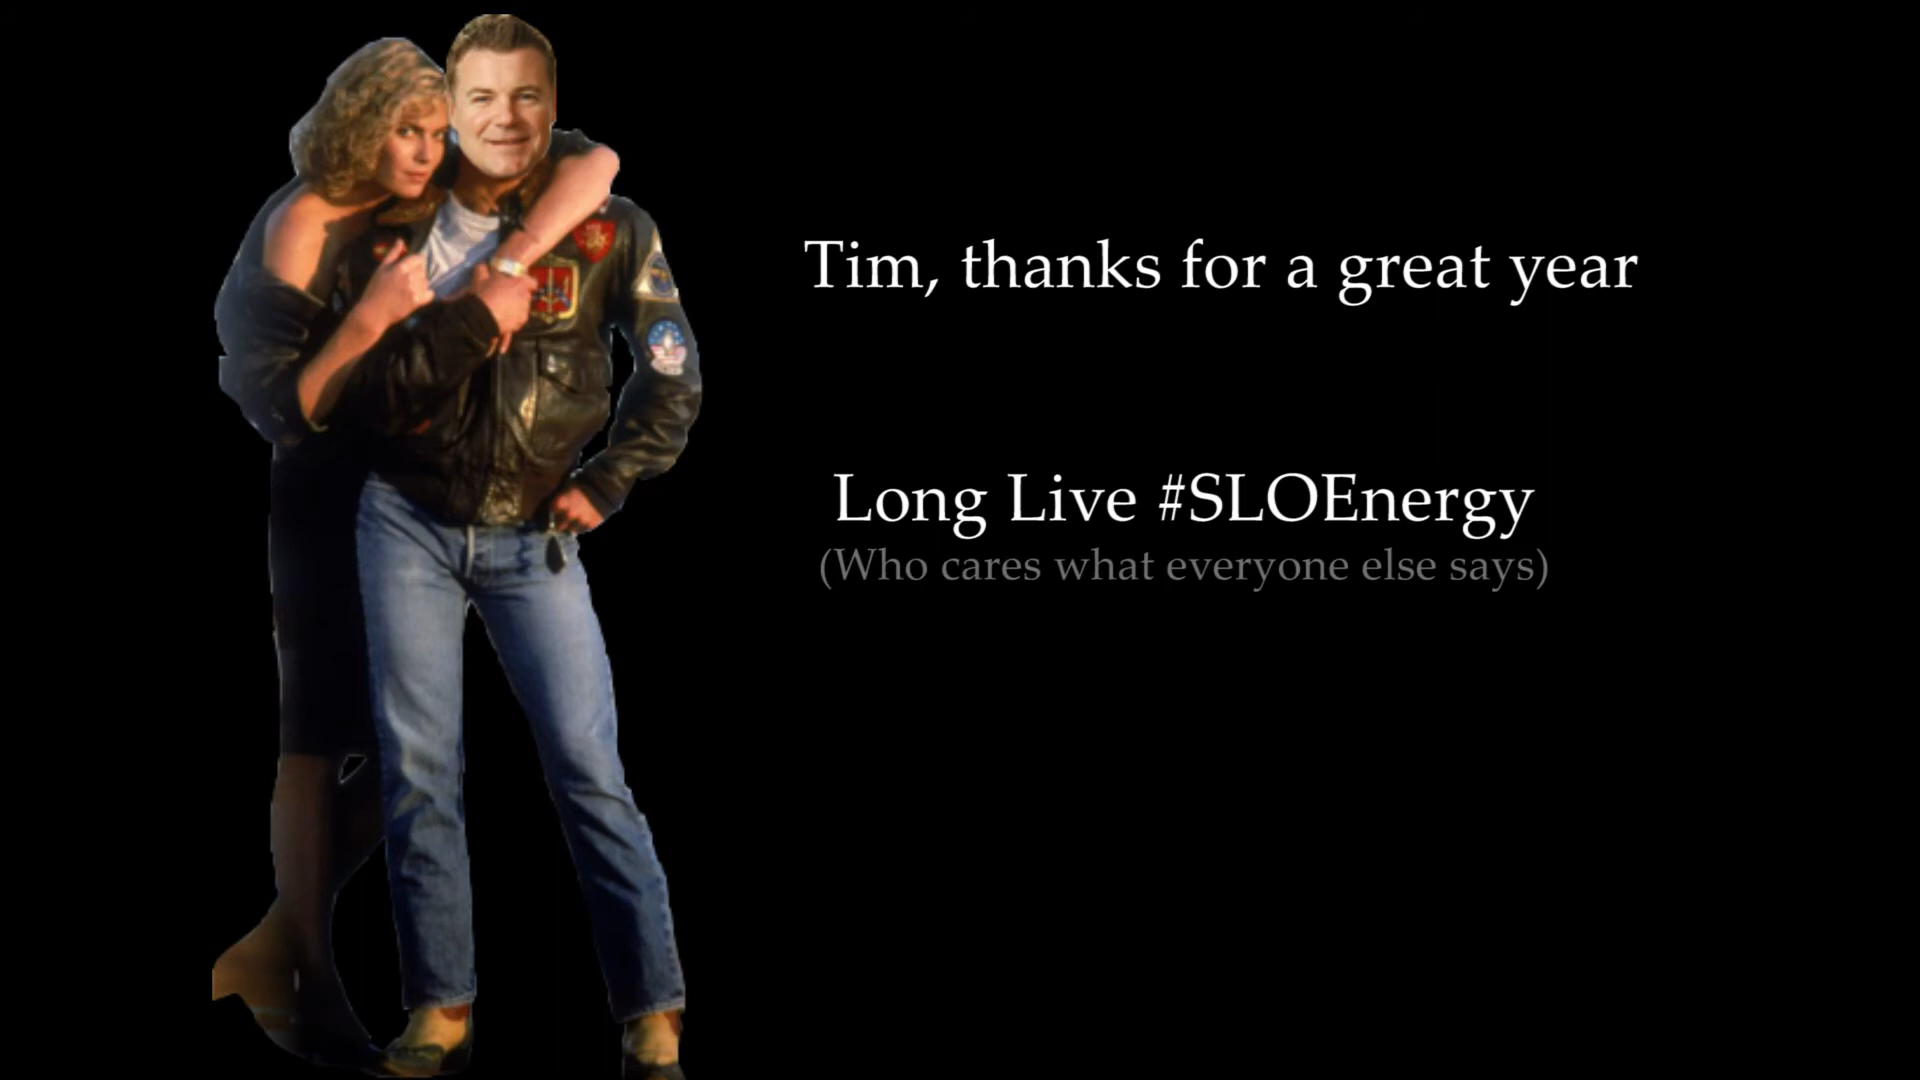 Tim, thanks for a great year
Long Live #SLOEnergy
(Who cares what everyone else says)